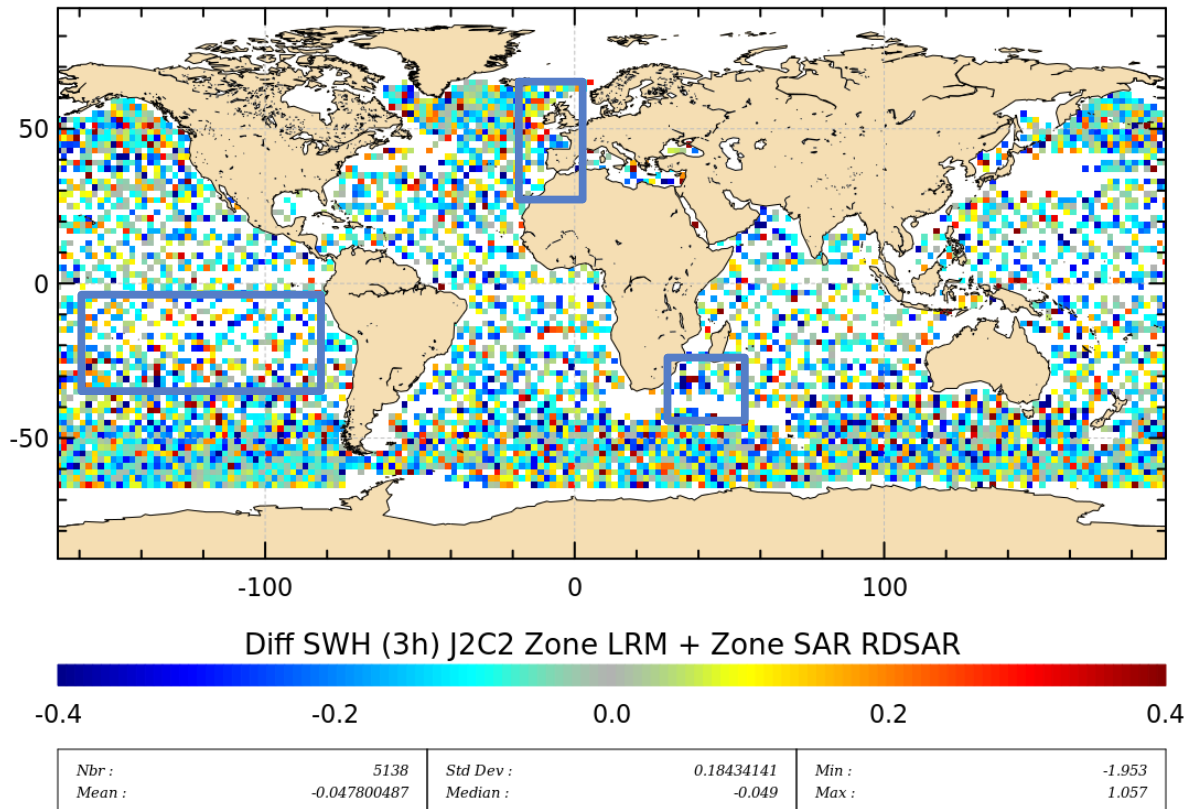 50
0
-50
-100 0 100
Diff SWH (3h) J2C2 Zone LRM + Zone SAR RDSAR
-0.4 -0.2 0.0 0.2 0.4
Nbr : 5138 Std Dev : 0.18434141 Min : -1.953
Mean : -0.047800487 Median : -0.049 Max : 1.057